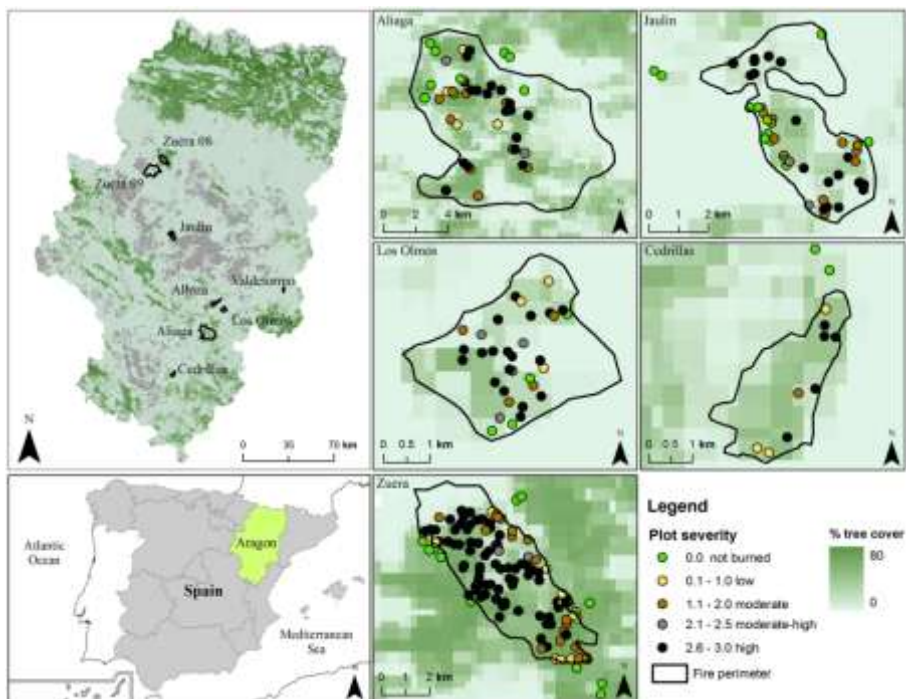 Zuera 08
Zuera 09
Jaulín
Valdetormo
Alloza
Los Olmos
Aliaga
Cedrillas
N
0 35 70 km
Aliaga
0 2 4 km
N
Jaulín
0 1 2 km
N
Los Olmos
0 0.5 1 km
N
Cedrillas
0 0.5 1 km
N
Atlantic
Ocean
Aragon
Spain
Mediterranean
Sea
N
Zuera
0 1 2 km
N
Legend
Plot severity
0.0 not burned
0.1 - 1.0 low
1.1 - 2.0 moderate
2.1 - 2.5 moderate-high
2.6 - 3.0 high
Fire perimeter
% tree cover
80
0